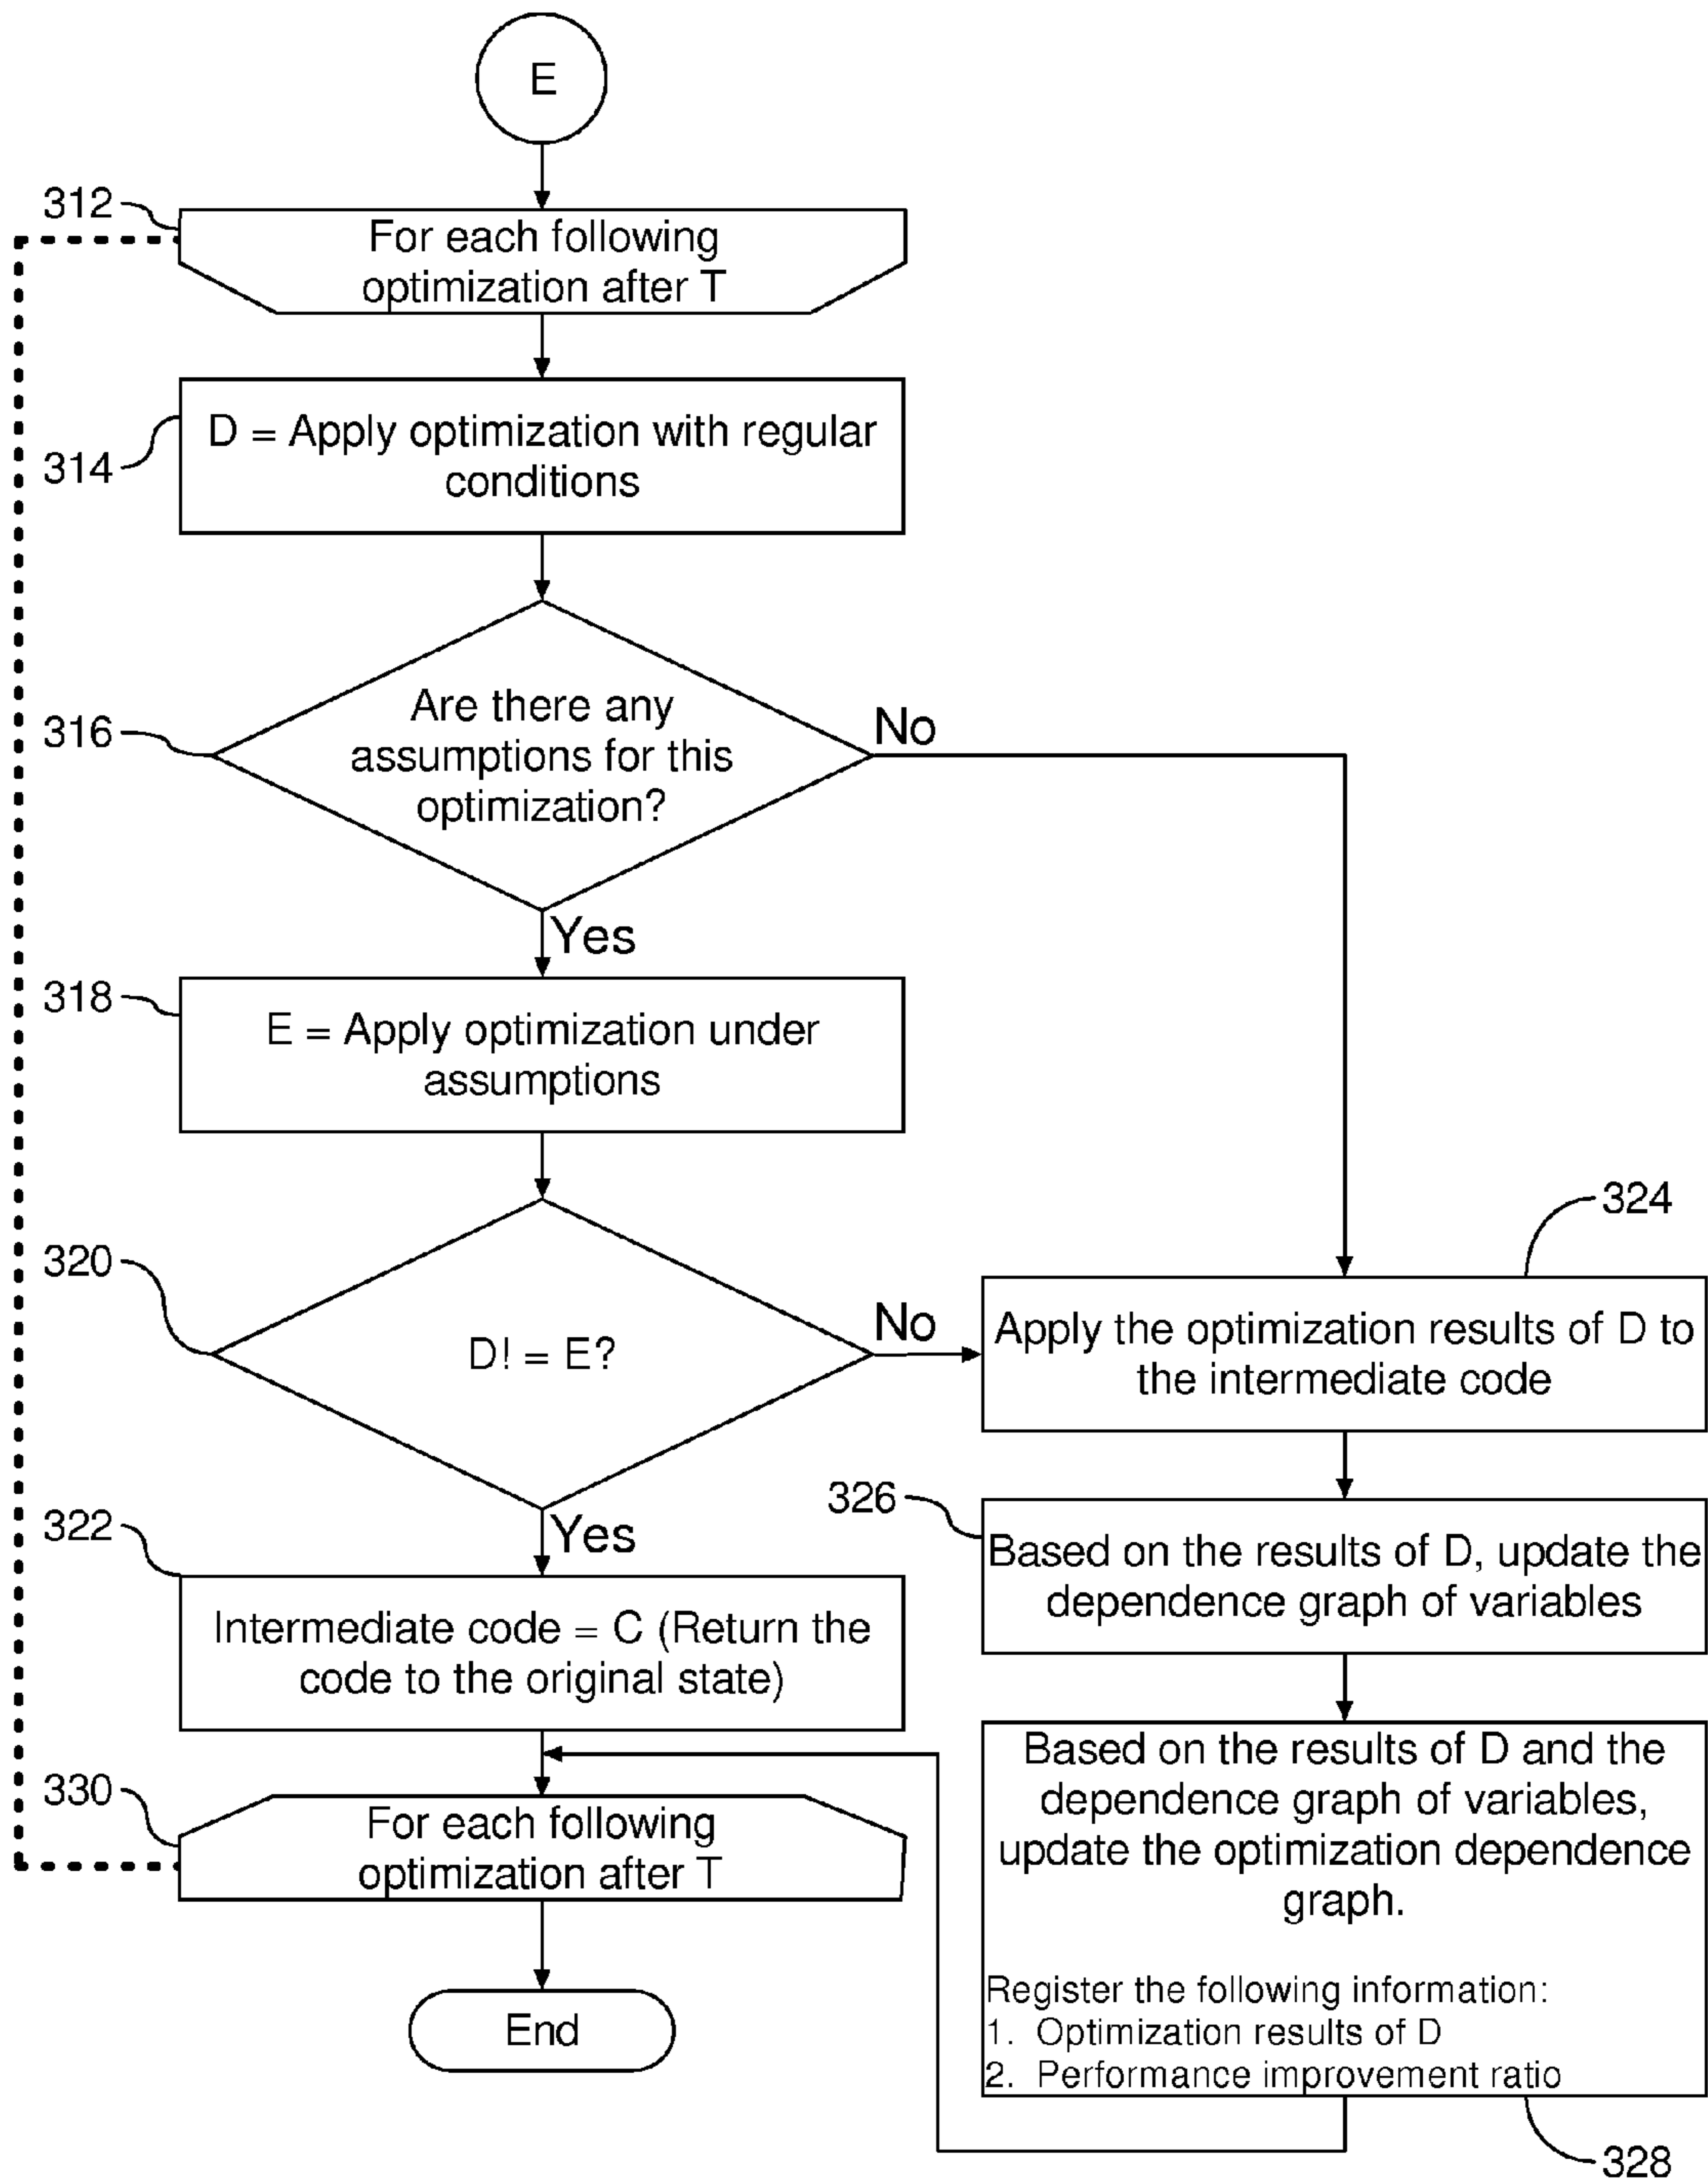 E
312
For each following
optimization after T
314
D = Apply optimization with regular
conditions
316
Are there any
assumptions for this
optimization?
No
Yes
318
E = Apply optimization under
assumptions
324
320
D! = E?
No
Apply the optimization results of D to
the intermediate code
Yes
326
Based on the results of D, update the
dependence graph of variables
322
Intermediate code = C (Return the
code to the original state)
Based on the results of D and the
dependence graph of variables,
update the optimization dependence
graph.
Register the following information:
1. Optimization results of D
2. Performance improvement ratio
328
330
For each following
optimization after T
End